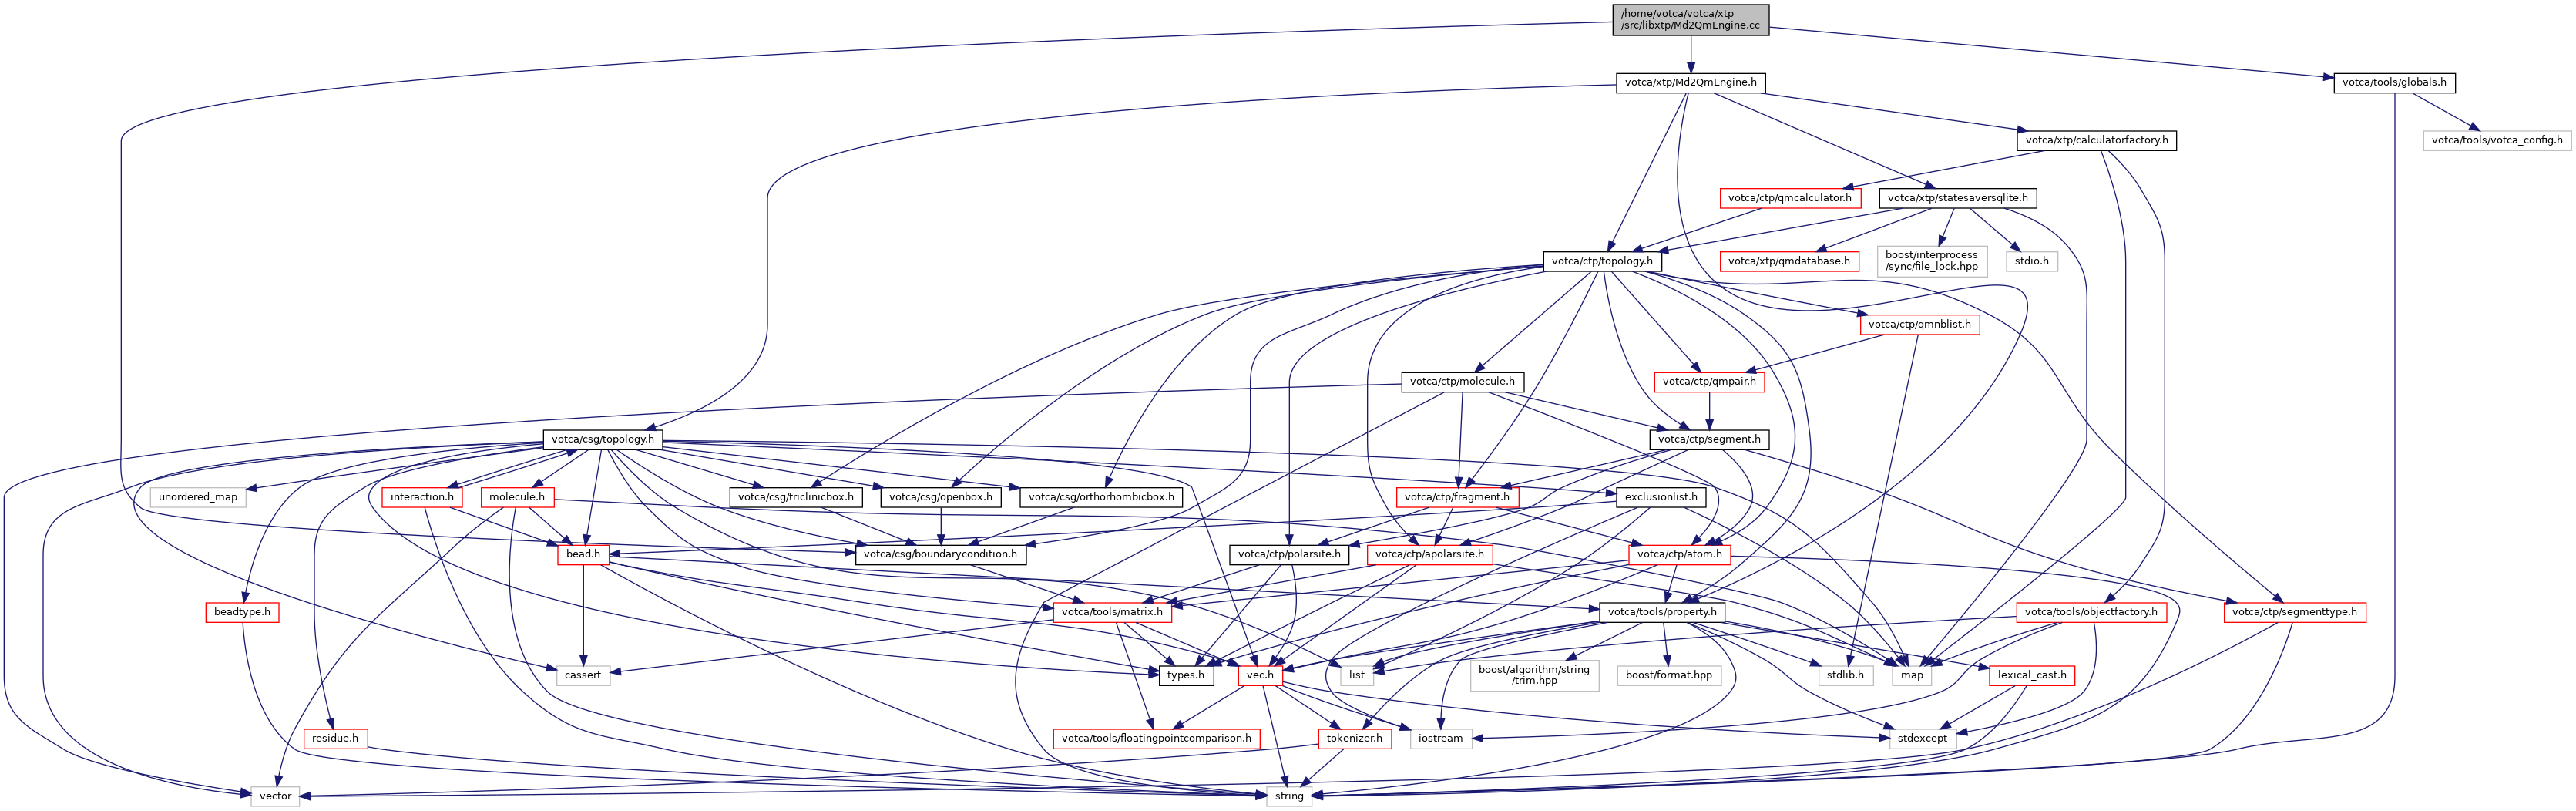 /home/votca/votca/xtp
/src/libxtp/Md2QmEngine.cc
votca/xtp/Md2QmEngine.h
votca/tools/globals.h
votca/xtp/calculatorfactory.h
votca/tools/votca_config.h
votca/ctp/qmcalculator.h
votca/xtp/statesaversqlite.h
votca/ctp/topology.h
votca/xtp/qmdatabase.h
boost/interprocess
/sync/file_lock.hpp
stdio.h
votca/ctp/qmnblist.h
votca/ctp/molecule.h
votca/ctp/qmpair.h
votca/csg/topology.h
votca/ctp/segment.h
unordered_map
interaction.h
molecule.h
votca/csg/triclinicbox.h
votca/csg/openbox.h
votca/csg/orthorhombicbox.h
votca/ctp/fragment.h
exclusionlist.h
bead.h
votca/csg/boundarycondition.h
votca/ctp/polarsite.h
votca/ctp/apolarsite.h
votca/ctp/atom.h
beadtype.h
votca/tools/matrix.h
votca/tools/property.h
votca/tools/objectfactory.h
votca/ctp/segmenttype.h
cassert
types.h
vec.h
list
boost/algorithm/string
/trim.hpp
boost/format.hpp
stdlib.h
map
lexical_cast.h
residue.h
votca/tools/floatingpointcomparison.h
tokenizer.h
iostream
stdexcept
vector
string